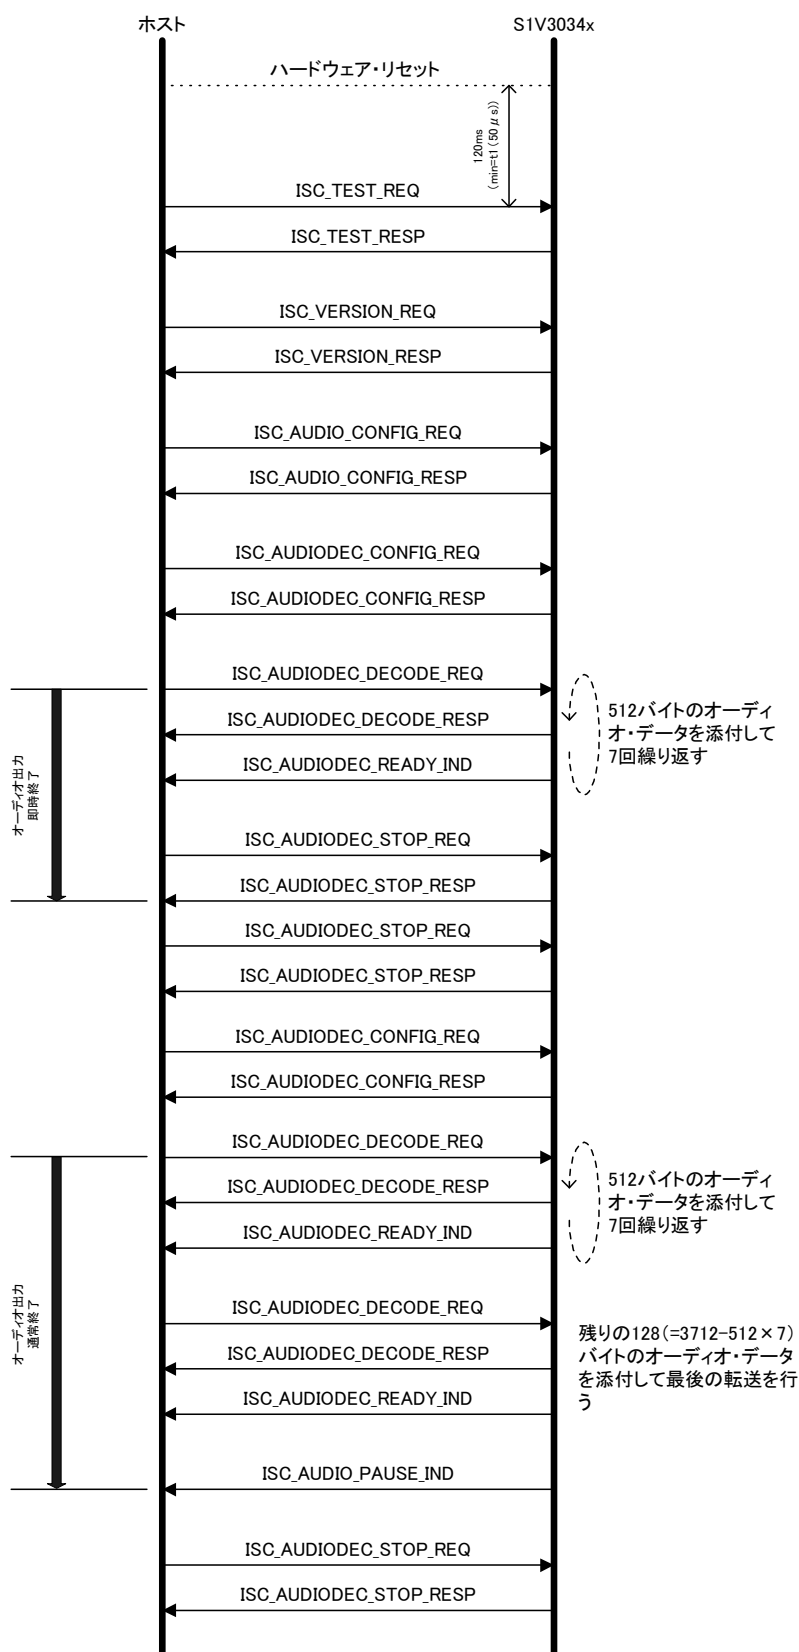 ホスト
S1V3034x
ハードウェア・リセット
120ms
(min=t1(50μs))
ISC_TEST_REQ
ISC_TEST_RESP
ISC_VERSION_REQ
ISC_VERSION_RESP
ISC_AUDIO_CONFIG_REQ
ISC_AUDIO_CONFIG_RESP
ISC_AUDIODEC_CONFIG_REQ
ISC_AUDIODEC_CONFIG_RESP
ISC_AUDIODEC_DECODE_REQ
ISC_AUDIODEC_DECODE_RESP
ISC_AUDIODEC_READY_IND
512バイトのオーディ
オ・データを添付して
7回繰り返す
オーディオ出力
即時終了
ISC_AUDIODEC_STOP_REQ
ISC_AUDIODEC_STOP_RESP
ISC_AUDIODEC_STOP_REQ
ISC_AUDIODEC_STOP_RESP
ISC_AUDIODEC_CONFIG_REQ
ISC_AUDIODEC_CONFIG_RESP
ISC_AUDIODEC_DECODE_REQ
ISC_AUDIODEC_DECODE_RESP
ISC_AUDIODEC_READY_IND
512バイトのオーディ
オ・データを添付して
7回繰り返す
オーディオ出力
通常終了
ISC_AUDIODEC_DECODE_REQ
ISC_AUDIODEC_DECODE_RESP
ISC_AUDIODEC_READY_IND
残りの128(=3712-512×7)
バイトのオーディオ・データ
を添付して最後の転送を行
う
ISC_AUDIO_PAUSE_IND
ISC_AUDIODEC_STOP_REQ
ISC_AUDIODEC_STOP_RESP